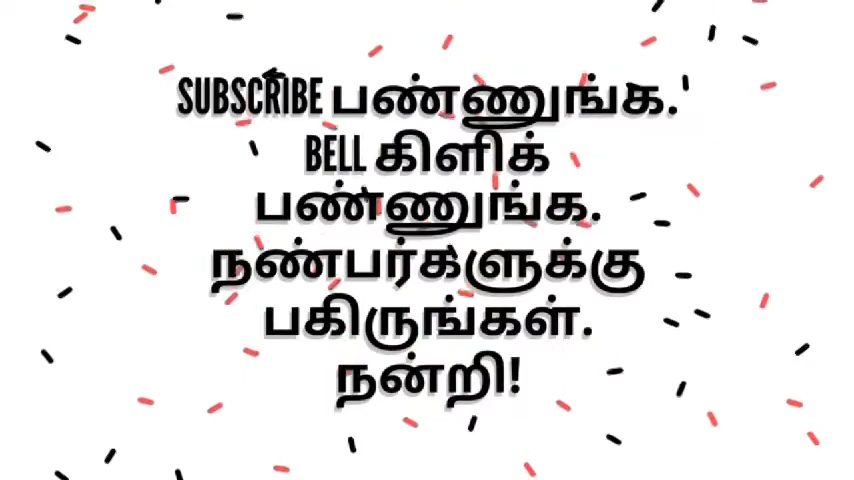 SUBSCRIBE பண்ணுங்க.
BELL கிளிக்
பண்ணுங்க.
நண்பர்களுக்கு
பகிருங்கள்.
நன்றி!